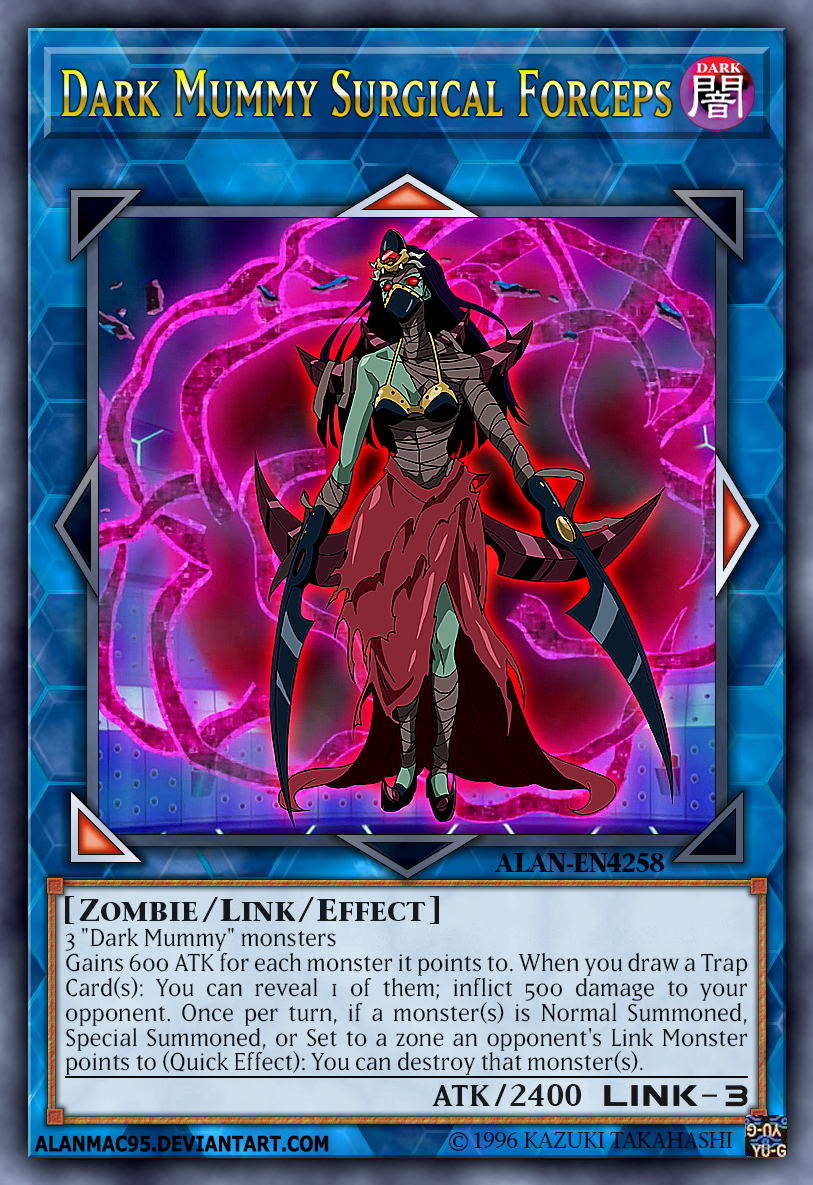 DARK MUMMY SURGICAL FORCEPS
DARK
闇
ALAN-EN4258
[ZOMBIE/LINK/EFFECT]
3 "Dark Mummy" monsters
Gains 600 ATK for each monster it points to. When you draw a Trap
Card(s): You can reveal 1 of them; inflict 500 damage to your
opponent. Once per turn, if a monster(s) is Normal Summoned,
Special Summoned, or Set to a zone an opponent's Link Monster
points to (Quick Effect): You can destroy that monster(s).
ATK/2400 LINK-3
ALANMAC95.DEVIANTART.COM
© 1996 KAZUKI TAKAHASHI
YU-G
YU-G